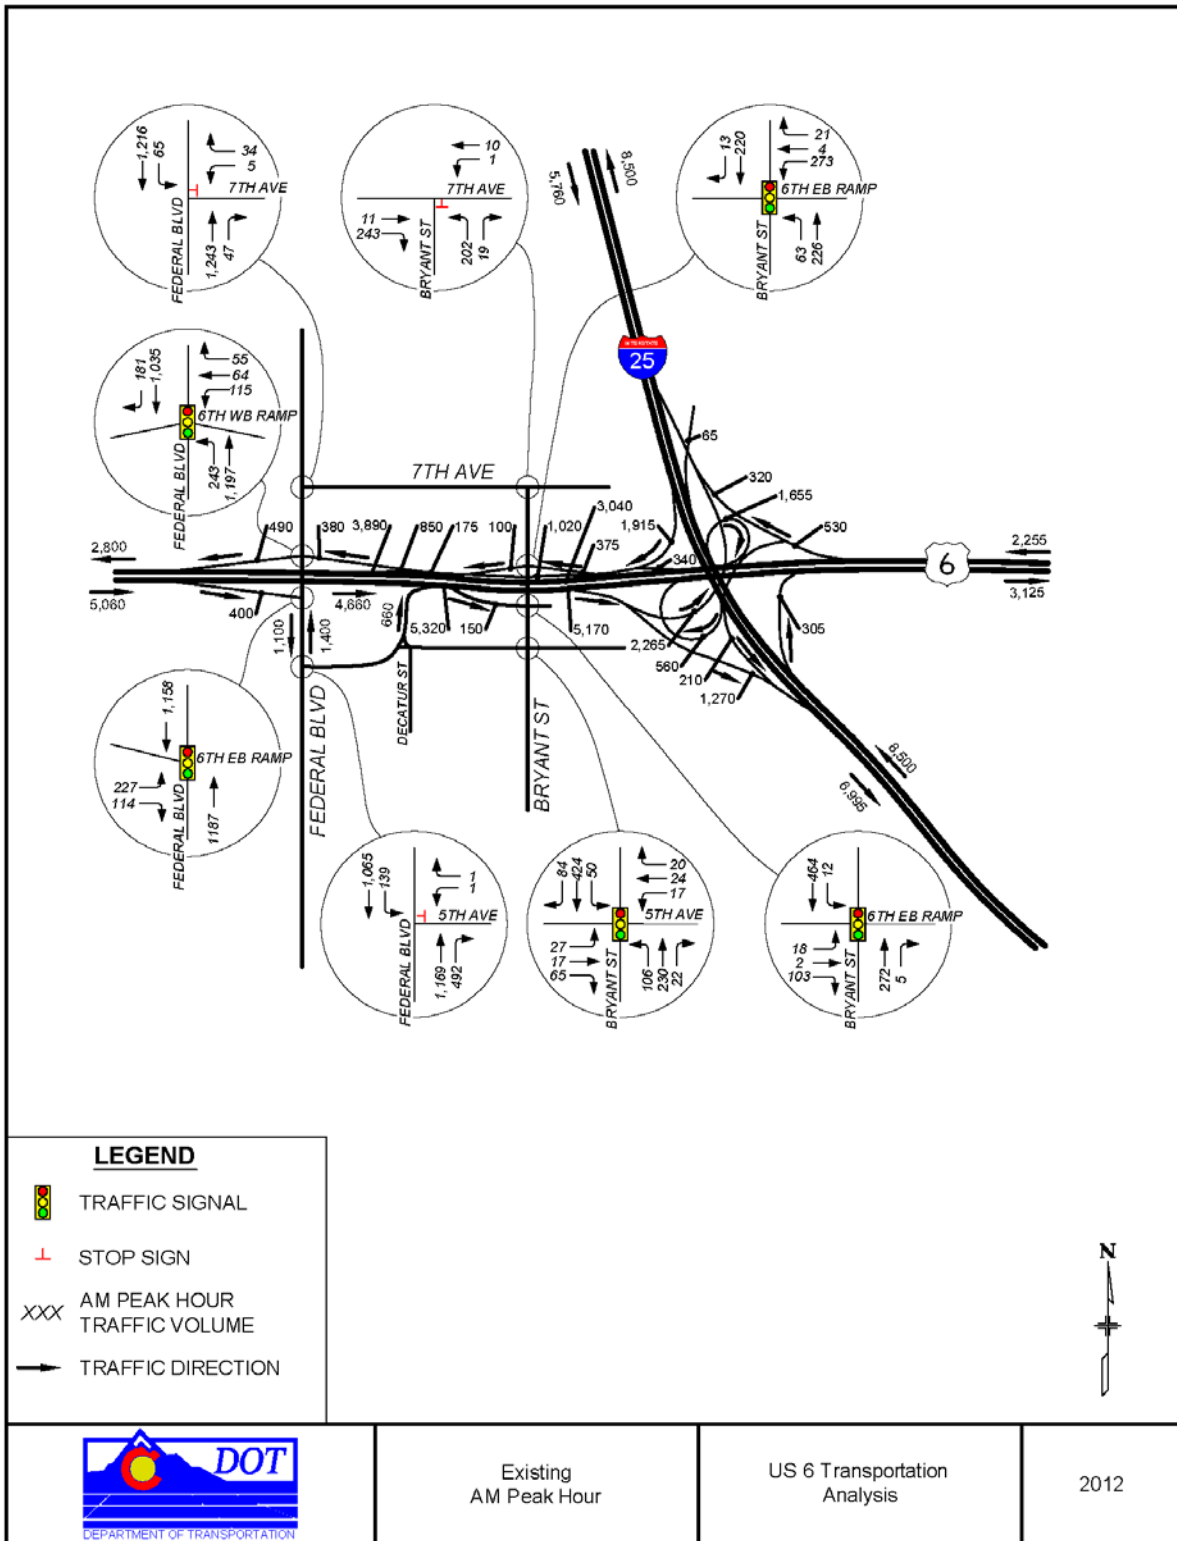 1,216
65
34
5
7TH AVE
FEDERAL BLVD
1,243
47
10
1
7TH AVE
11
243
BRYANT ST
202
19
13
220
21
4
273
6TH EB RAMP
BRYANT ST
63
226
5,760
8,500
INTERSTATE
25
181
1,035
55
64
115
6TH WB RAMP
FEDERAL BLVD
243
1,197
7TH AVE
65
320
1,655
530
490
380
3,890
850
175
100
1,020
3,040
375
1,915
340
2,800
2,255
6
5,060
3,125
400
4,660
660
5,320
150
5,170
2,265
560
210
1,270
305
1,100
1,400
DECATUR ST
FEDERAL BLVD
BRYANT ST
8,500
6,995
1,158
6TH EB RAMP
227
114
FEDERAL BLVD
1187
1,065
139
1
1
5TH AVE
FEDERAL BLVD
1,169
492
84
424
50
20
24
17
5TH AVE
27
17
65
BRYANT ST
106
230
22
464
12
6TH EB RAMP
18
2
103
BRYANT ST
272
5
LEGEND
TRAFFIC SIGNAL
STOP SIGN
XXX AM PEAK HOUR
TRAFFIC VOLUME
TRAFFIC DIRECTION
N
DOT
DEPARTMENT OF TRANSPORTATION
Existing
AM Peak Hour
US 6 Transportation
Analysis
2012